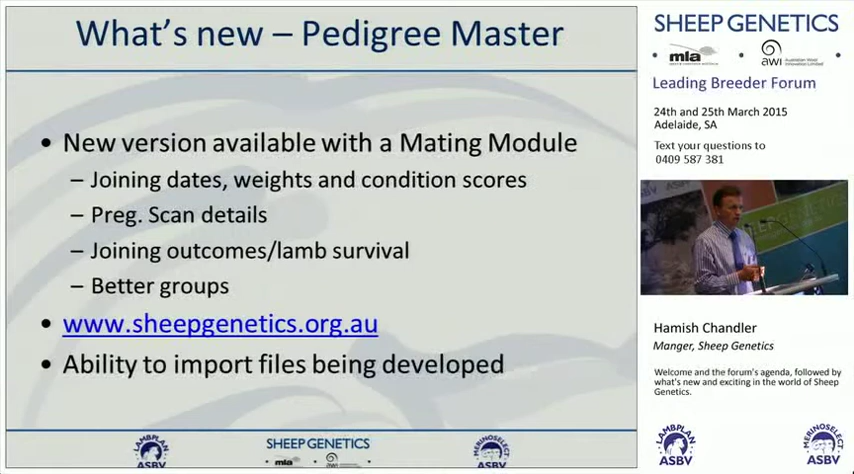 What's new – Pedigree Master
• New version available with a Mating Module
– Joining dates, weights and condition scores
– Preg. Scan details
– Joining outcomes/lamb survival
– Better groups
• www.sheepgenetics.org.au
• Ability to import files being developed
LAMBPLAN
ASBV
SHEEP GENETICS
mla
awi
MERINOSELECT
ASBV
SHEEP GENETICS
• mla • awi •
Leading Breeder Forum
24th and 25th March 2015
Adelaide, SA
Text your questions to
0409 587 381
Hamish Chandler
Manger, Sheep Genetics
Welcome and the forum's agenda, followed by
what's new and exciting in the world of Sheep
Genetics.
LAMBPLAN
ASBV
MERINOSELECT
ASBV